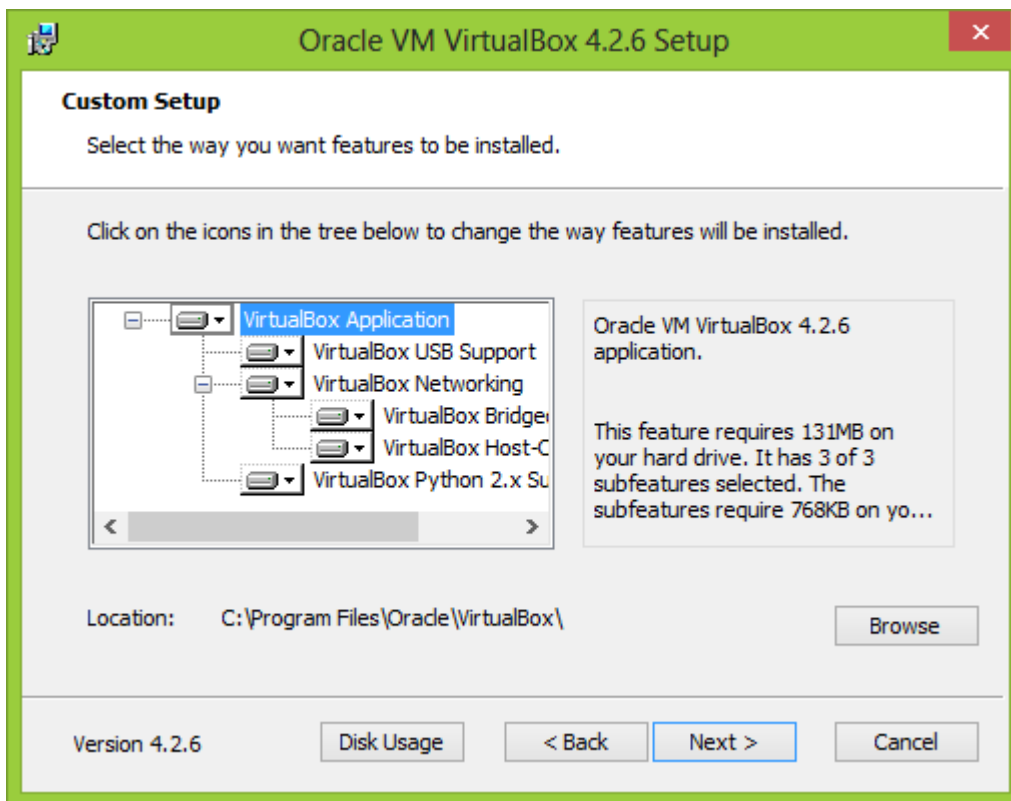 Oracle VM VirtualBox 4.2.6 Setup
Custom Setup
Select the way you want features to be installed.
Click on the icons in the tree below to change the way features will be installed.
VirtualBox Application
VirtualBox USB Support
VirtualBox Networking
VirtualBox Bridge
VirtualBox Host-
VirtualBox Python 2.x Su
Oracle VM VirtualBox 4.2.6
application.
This feature requires 131MB on
your hard drive. It has 3 of 3
subfeatures selected. The
subfeatures require 768KB on yo...
Location: C:\Program Files\Oracle\VirtualBox\
Browse
Version 4.2.6
Disk Usage
< Back
Next >
Cancel